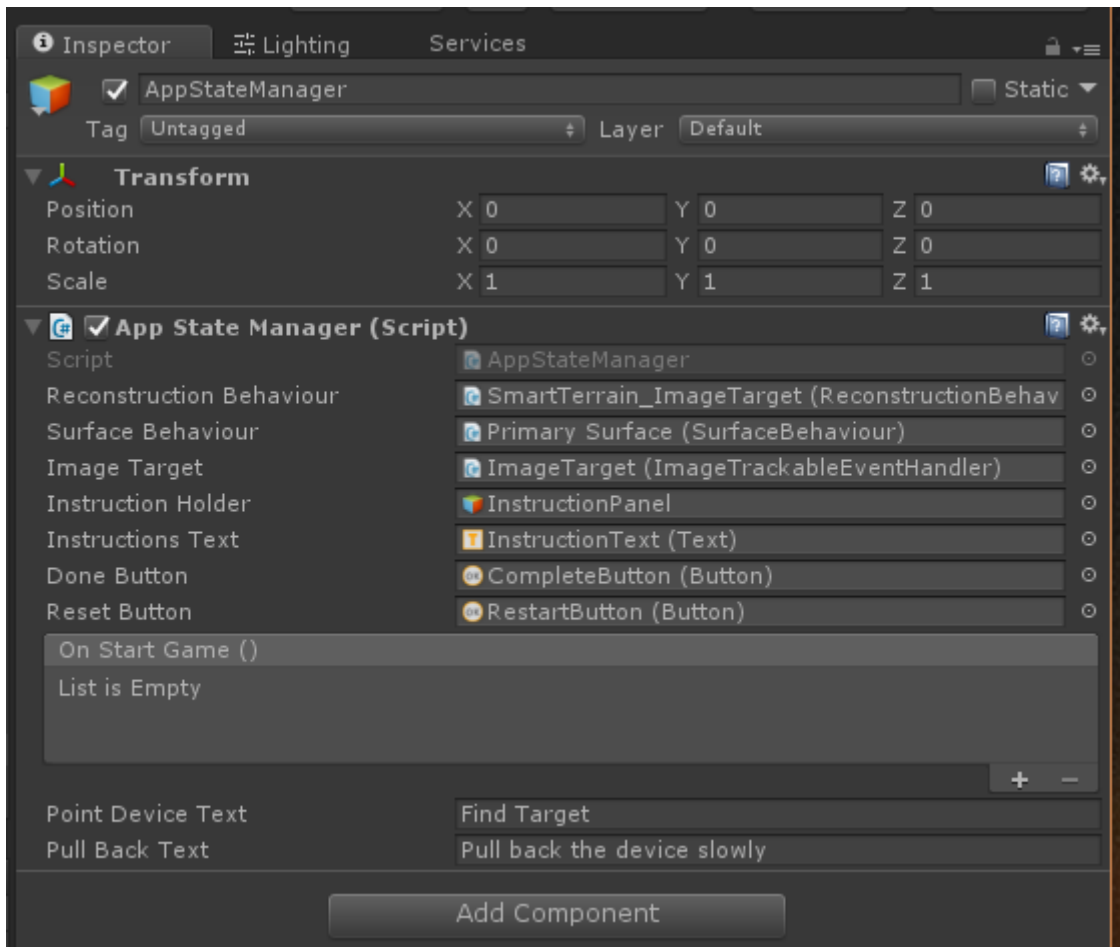 Inspector Lighting Services
AppStateManager Static
Tag Untagged Layer Default
Transform
Position X 0 Y 0 Z 0
Rotation X 0 Y 0 Z 0
Scale X 1 Y 1 Z 1
App State Manager (Script)
Script AppStateManager
Reconstruction Behaviour SmartTerrain_ImageTarget (ReconstructionBehav
Surface Behaviour Primary Surface (SurfaceBehaviour)
Image Target ImageTarget (ImageTrackableEventHandler)
Instruction Holder InstructionPanel
Instructions Text InstructionText (Text)
Done Button CompleteButton (Button)
Reset Button RestartButton (Button)
On Start Game ()
List is Empty
Point Device Text Find Target
Pull Back Text Pull back the device slowly
Add Component